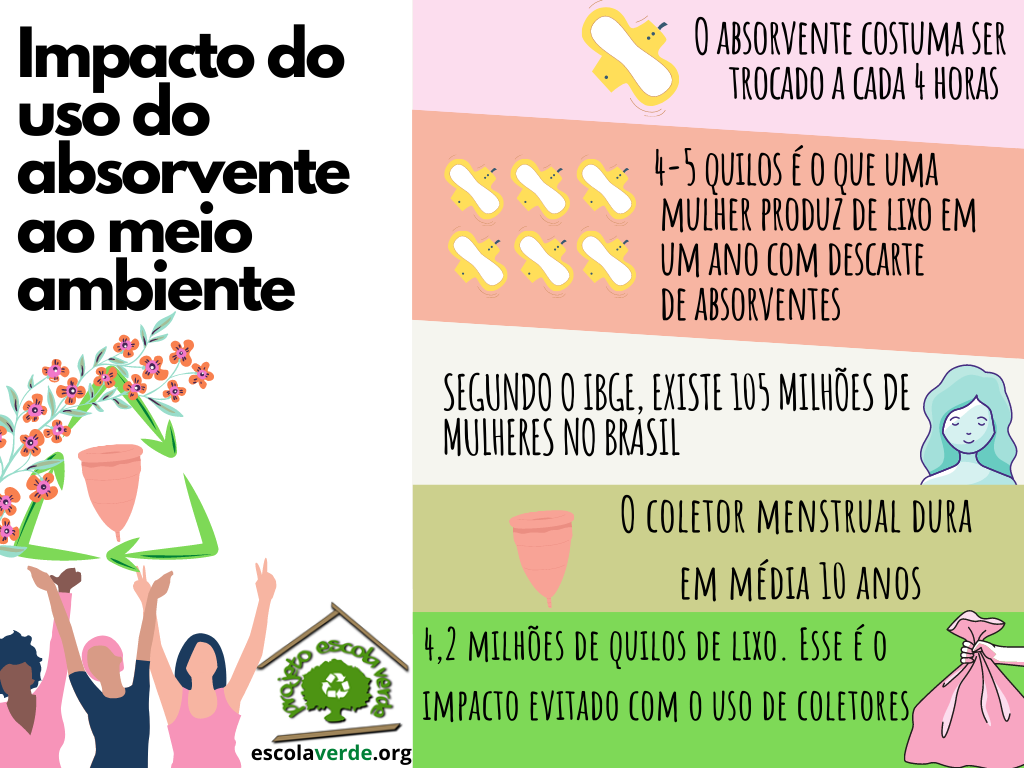 Impacto do
uso do
absorvente
ao meio
ambiente
O ABSORVENTE COSTUMA SER
TROCADO A CADA 4 HORAS
4-5 QUILOS É O QUE UMA
MULHER PRODUZ DE LIXO EM
UM ANO COM DESCARTE
DE ABSORVENTES
SEGUNDO O IBGE, EXISTE 105 MILHÕES DE
MULHERES NO BRASIL
O COLETOR MENSTRUAL DURA
EM MÉDIA 10 ANOS
4,2 MILHÕES DE QUILOS DE LIXO. ESSE É O
IMPACTO EVITADO COM O USO DE COLETORES
projeto escola verde
escolaverde.org